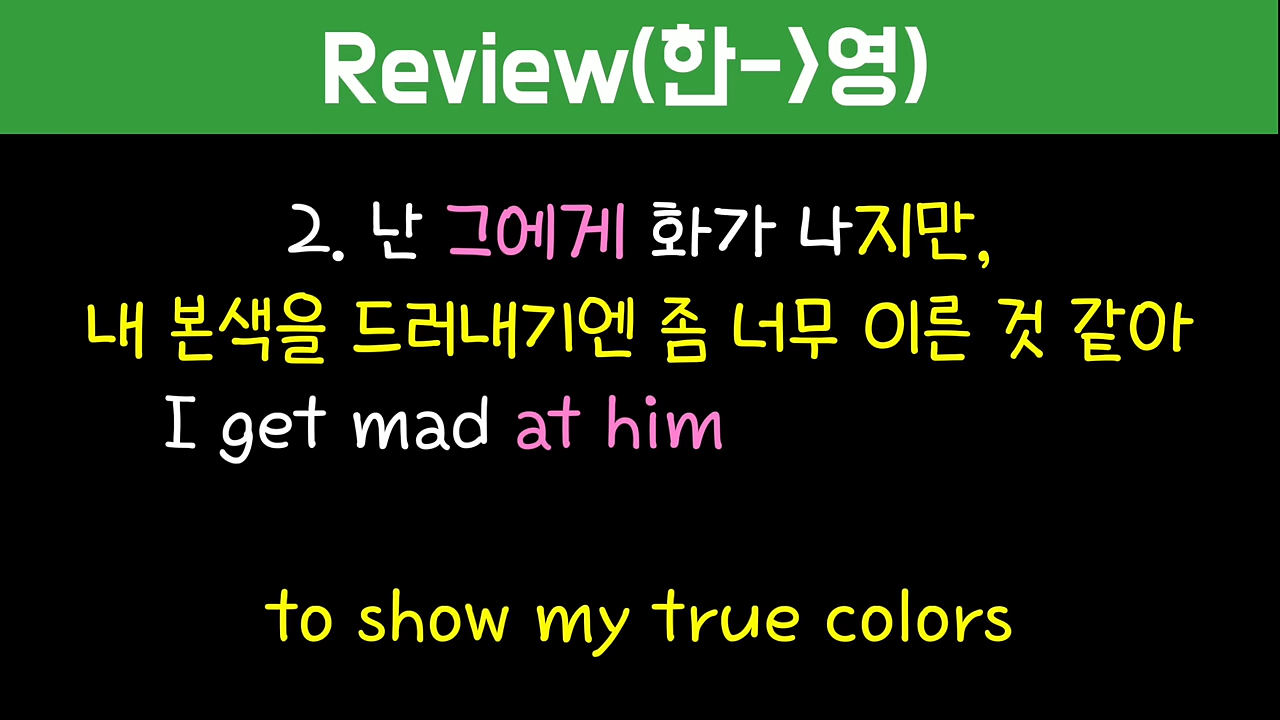 Review(한->영)
2. 난 그에게 화가 나지만,
내 본색을 드러내기엔 좀 너무 이른 것 같아
I get mad at him
to show my true colors